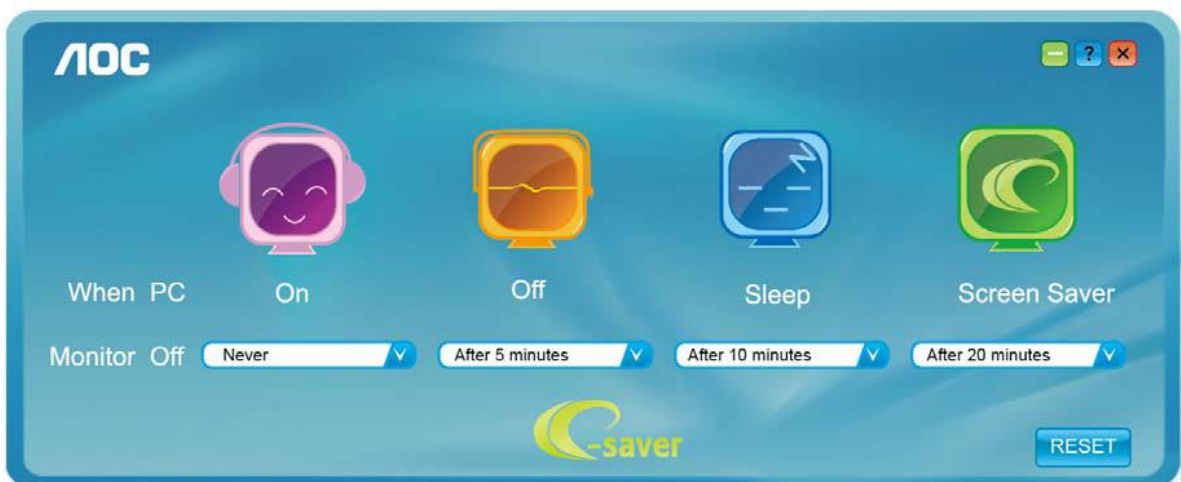 AOC
?
When PC On Off Sleep Screen Saver
Monitor Off Never After 5 minutes After 10 minutes After 20 minutes
e-saver
RESET